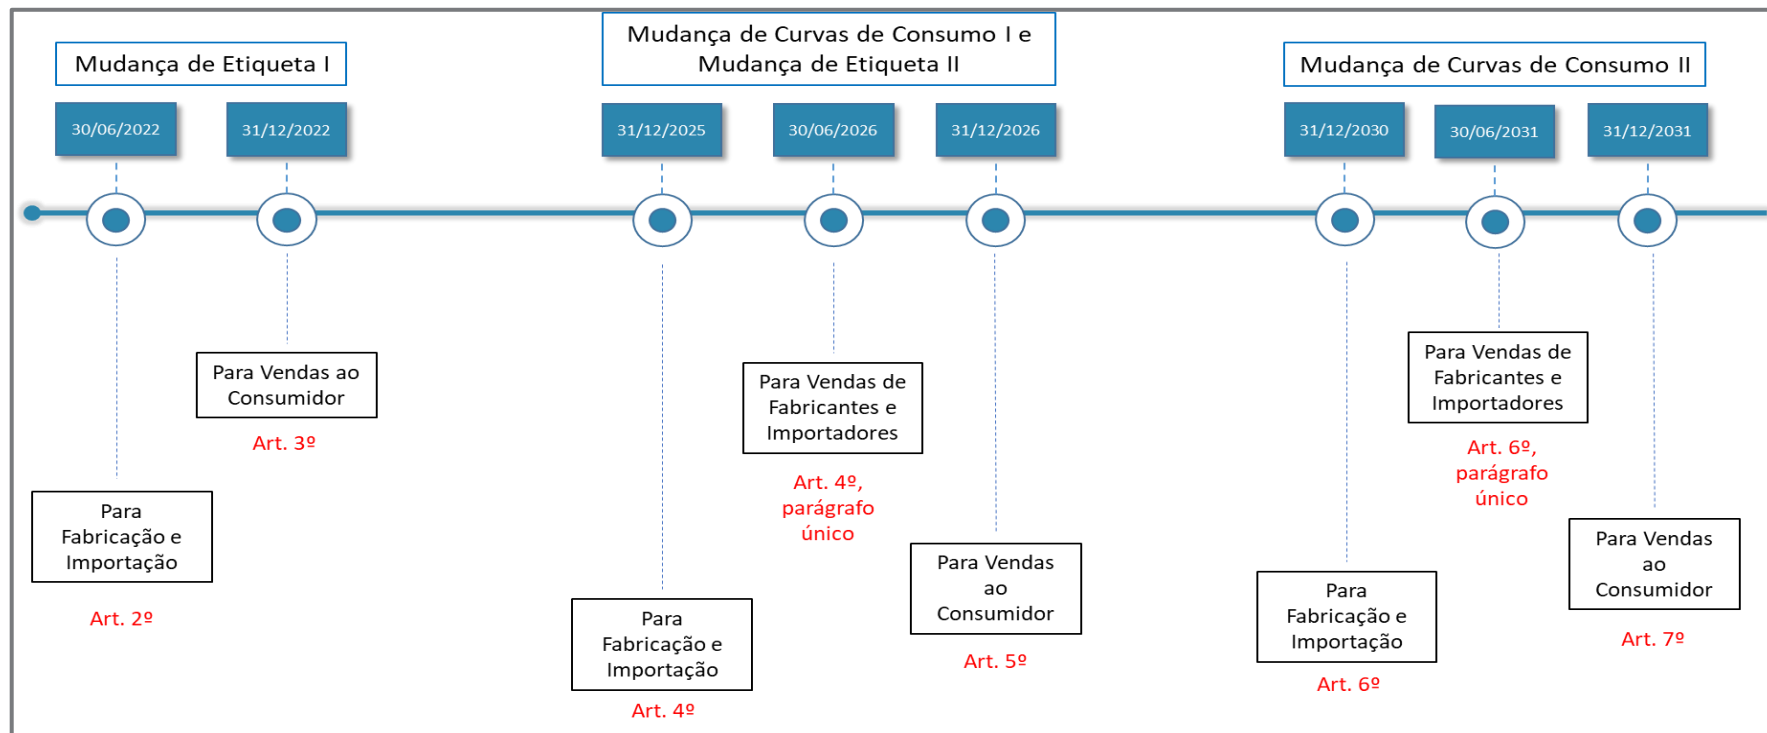 Mudança de Etiqueta I
Mudança de Curvas de Consumo I e
Mudança de Etiqueta II
Mudança de Curvas de Consumo II
30/06/2022
31/12/2022
31/12/2025
30/06/2026
31/12/2026
31/12/2030
30/06/2031
31/12/2031
Para
Fabricação e
Importação
Art. 2º
Para Vendas ao
Consumidor
Art. 3º
Para
Fabricação e
Importação
Art. 4º
Para Vendas de
Fabricantes e
Importadores
Art. 4º,
parágrafo
único
Para Vendas
ao
Consumidor
Art. 5º
Para
Fabricação e
Importação
Art. 6º
Para Vendas de
Fabricantes e
Importadores
Art. 6º,
parágrafo
único
Para Vendas
ao
Consumidor
Art. 7º